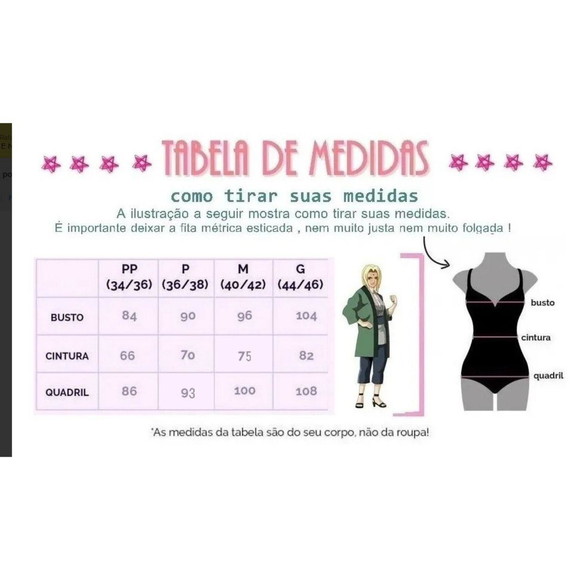 TABELA DE MEDIDAS
como tirar suas medidas
A ilustração a seguir mostra como tirar suas medidas.
É importante deixar a fita métrica esticada , nem muito justa nem muito folgada !
PP P M G
(34/36) (36/38) (40/42) (44/46)
BUSTO 84 90 96 104
CINTURA 66 70 75 82
QUADRIL 86 93 100 108
busto
cintura
quadril
*As medidas da tabela são do seu corpo, não da roupa!